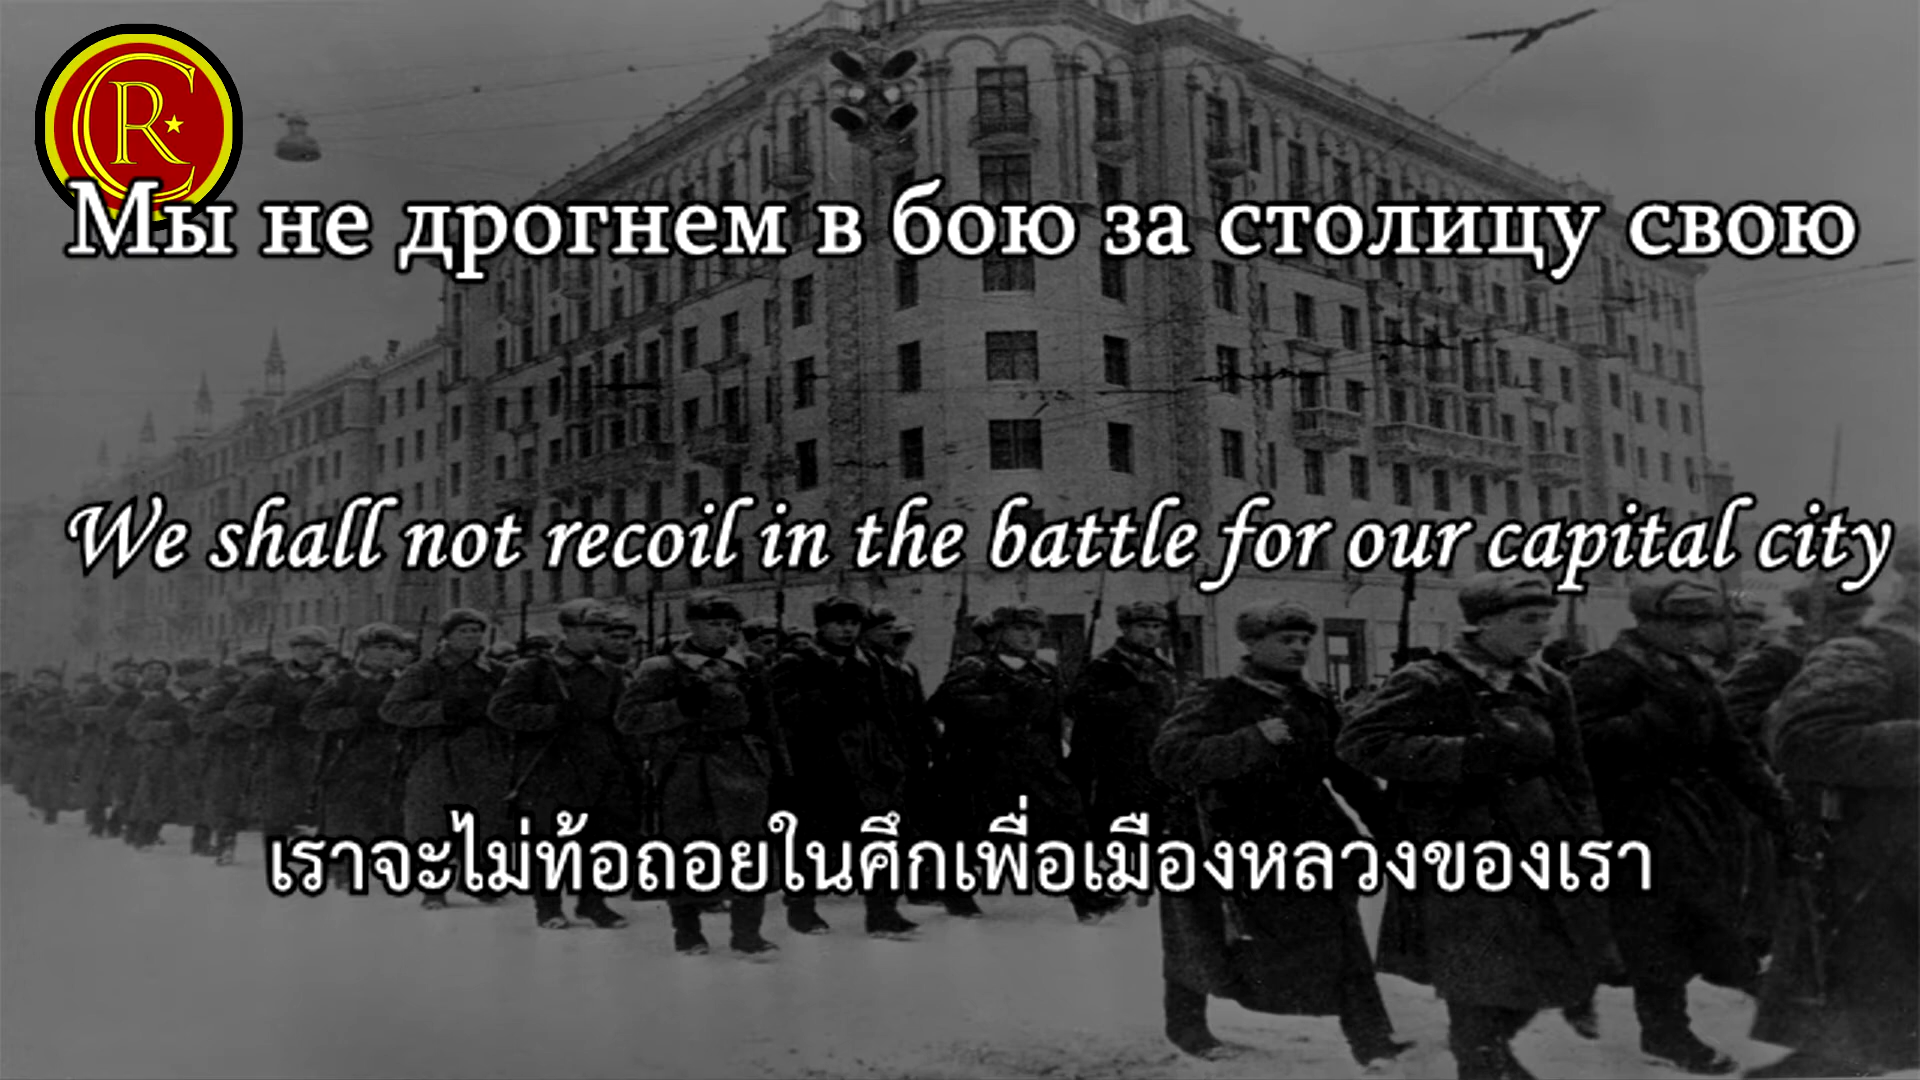 CR
Мы не дрогнем в бою за столицу свою
We shall not recoil in the battle for our capital city
เราจะไม่ท้อถอยในศึกเพื่อเมืองหลวงของเรา